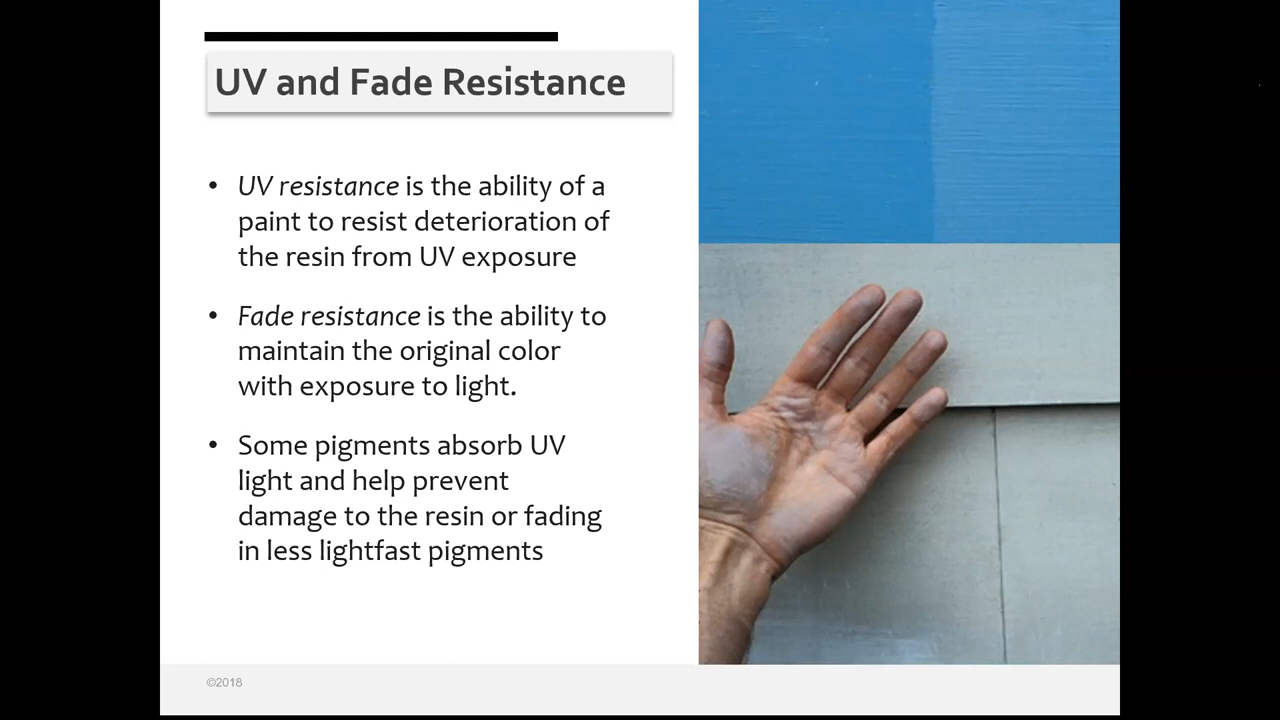 UV and Fade Resistance
• UV resistance is the ability of a
paint to resist deterioration of
the resin from UV exposure
• Fade resistance is the ability to
maintain the original color
with exposure to light.
• Some pigments absorb UV
light and help prevent
damage to the resin or fading
in less lightfast pigments
©2018